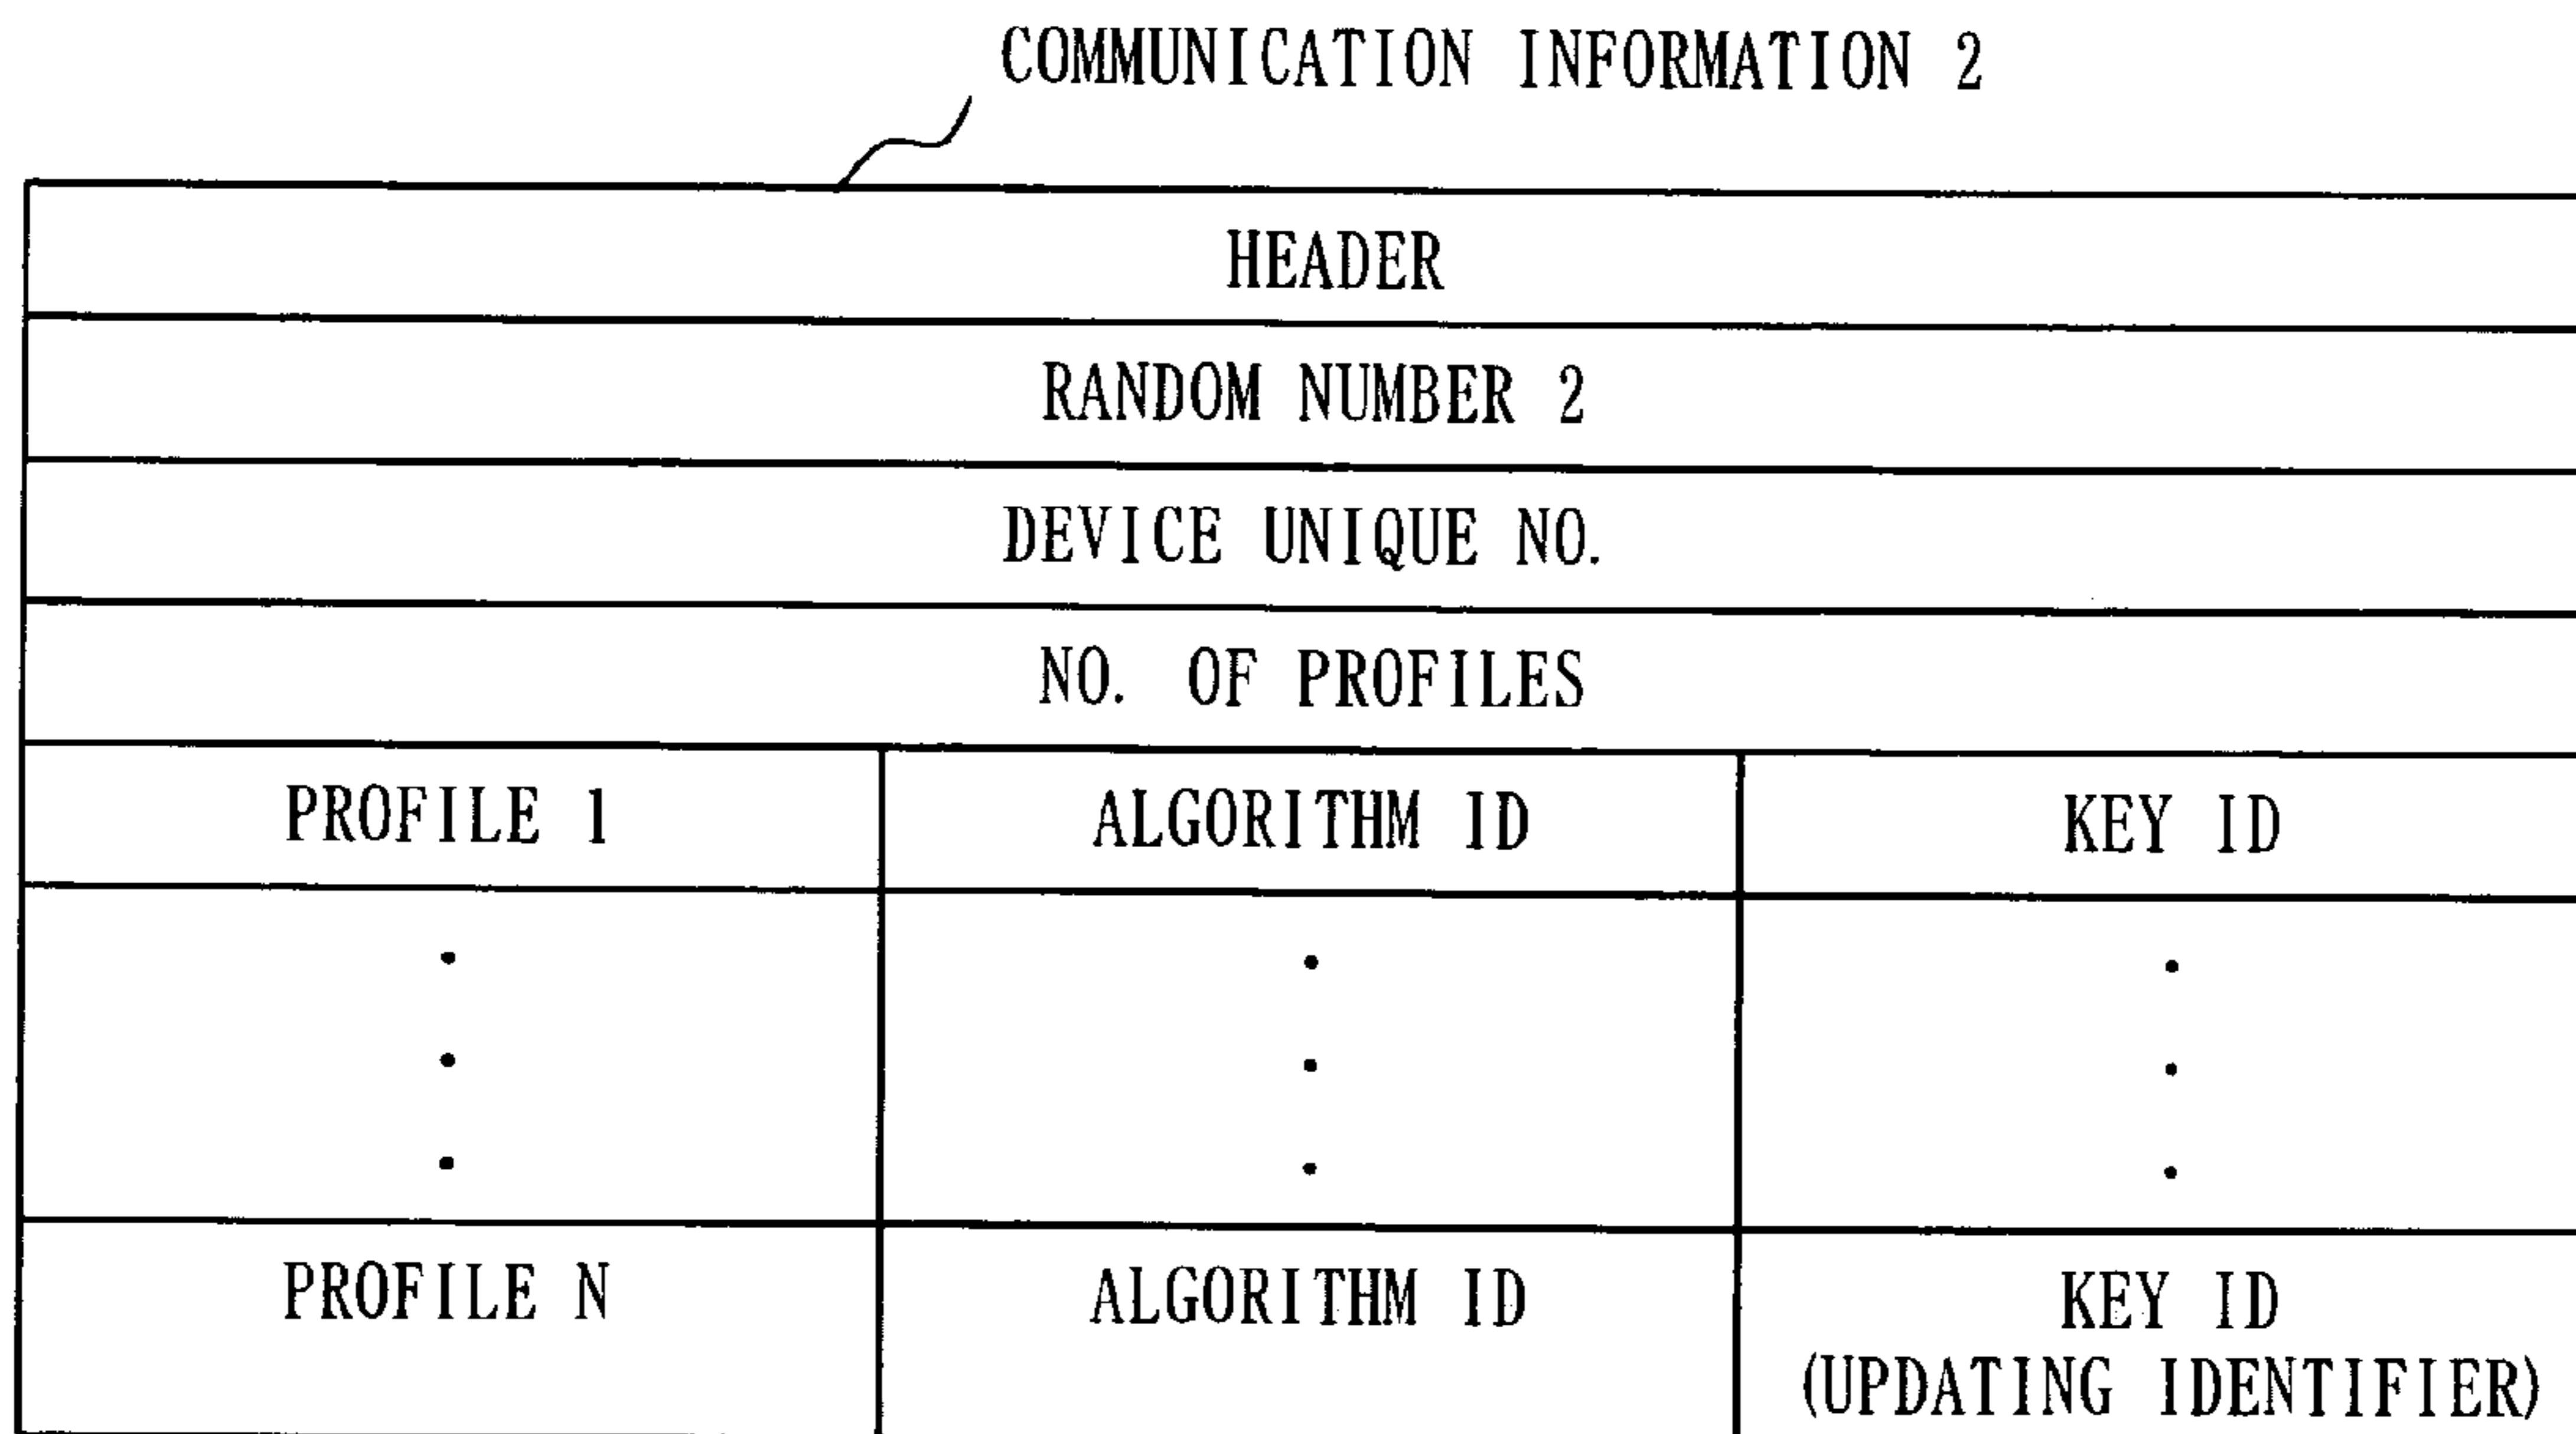 COMMUNICATION INFORMATION 2
HEADER
RANDOM NUMBER 2
DEVICE UNIQUE NO.
NO. OF PROFILES
PROFILE 1 ALGORITHM ID KEY ID
PROFILE N ALGORITHM ID KEY ID
(UPDATING IDENTIFIER)